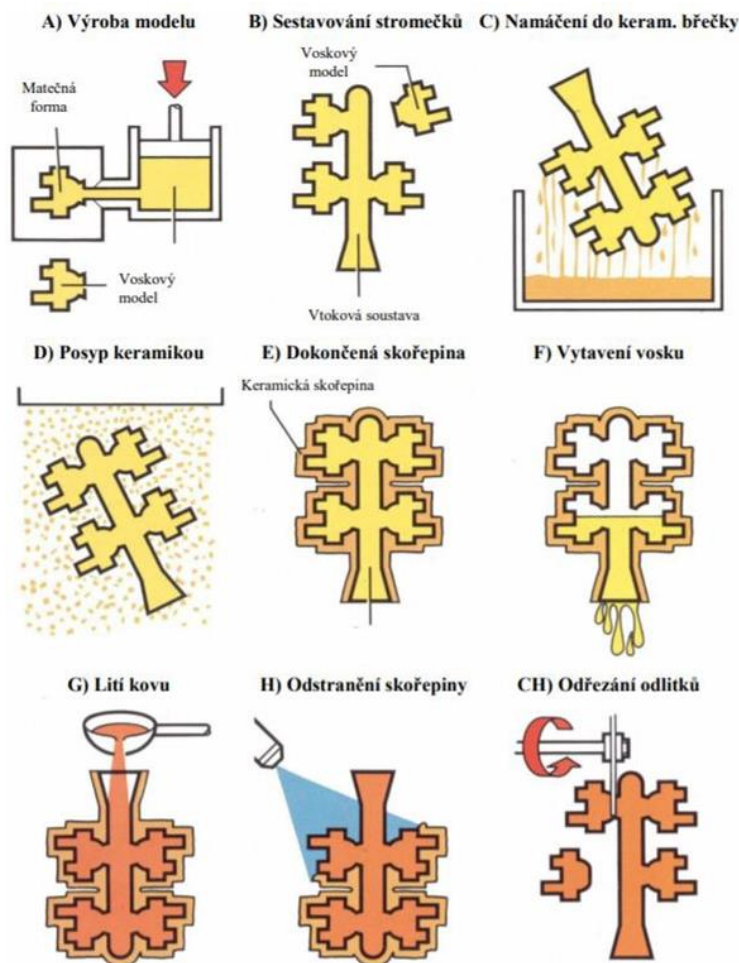 A) Výroba modelu
B) Sestavování stromečků
C) Namáčení do keram. břečky
Matečná
forma
Voskový
model
Voskový
model
Vtoková soustava
D) Posyp keramikou
E) Dokončená skořepina
F) Vytavení vosku
Keramická skořepina
G) Lití kovu
H) Odstranění skořepiny
CH) Odřezání odlitků